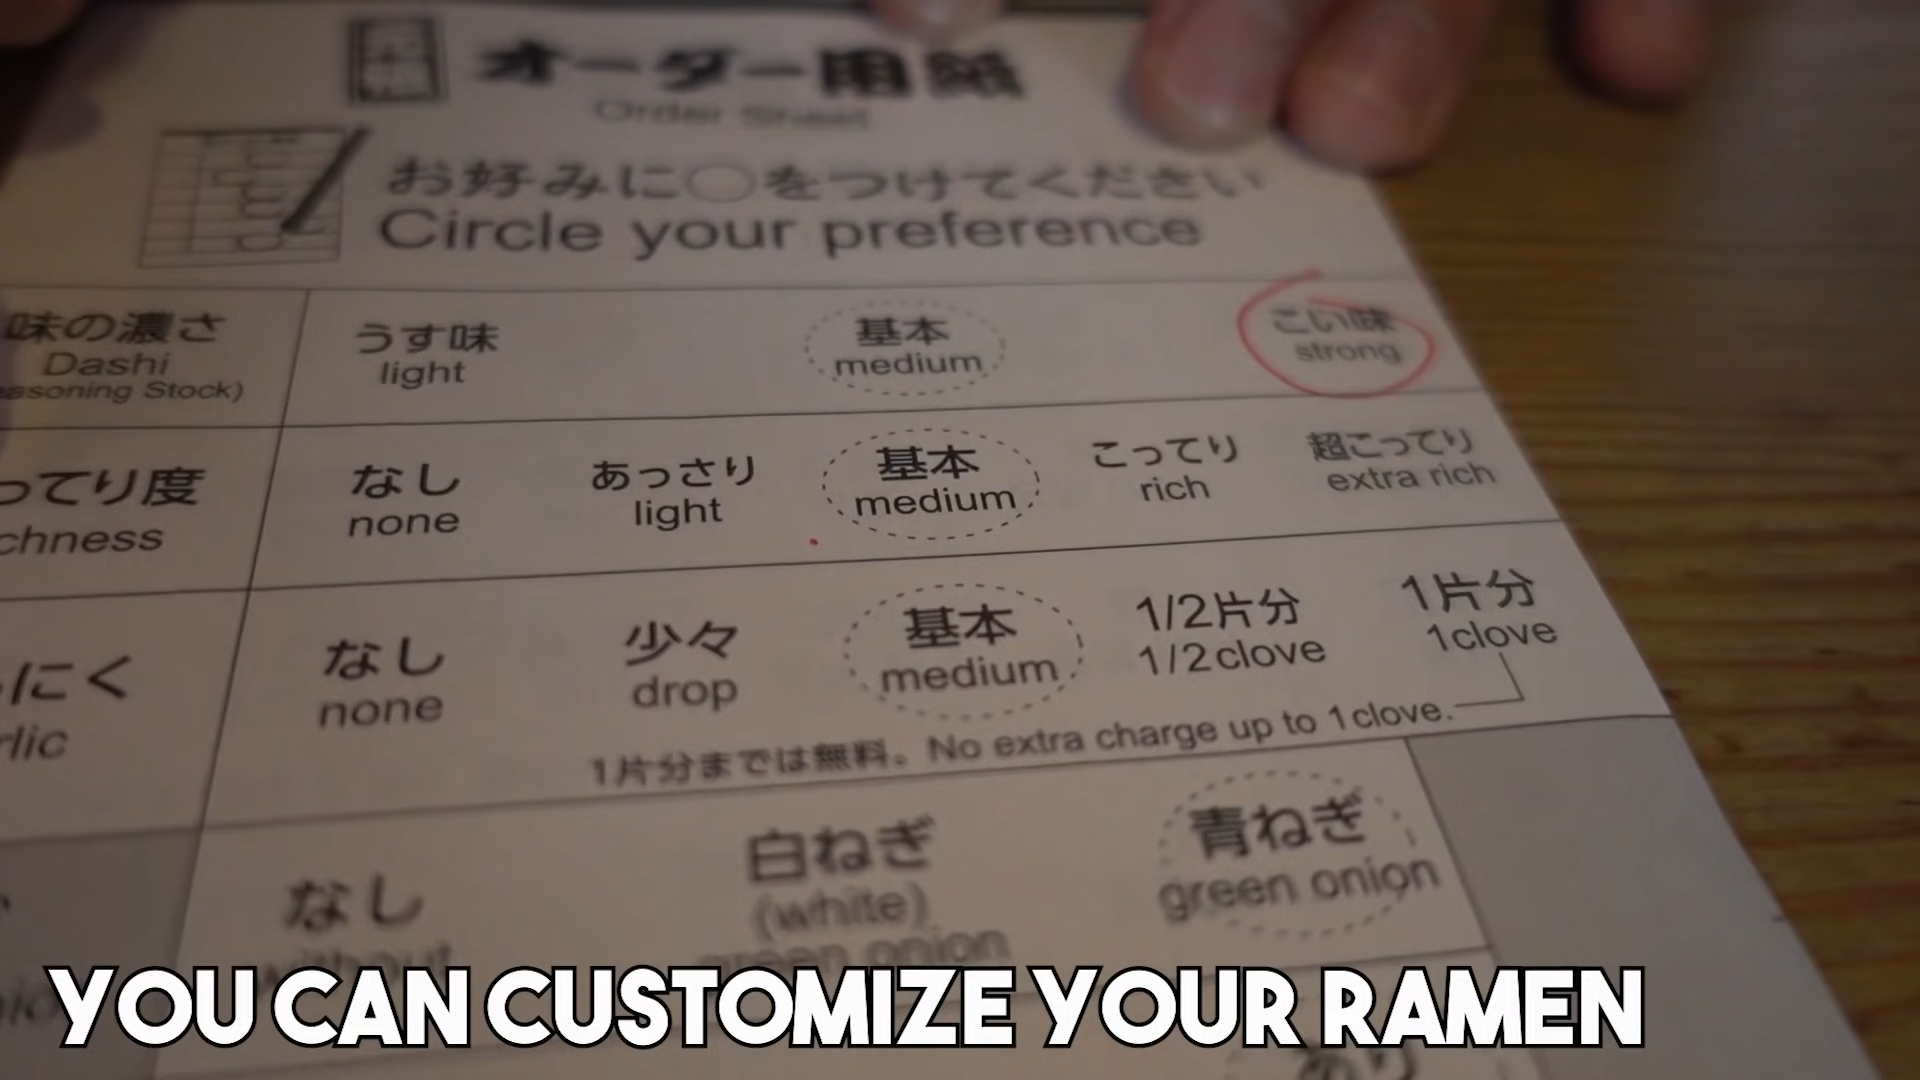 オーダー用紙
Order Sheet
お好みに○をつけてください
Circle your preference
味の濃さ
Dashi
easoning Stock)
うす味
light
基本
medium
こい味
strong
ってり度
chness
なし
none
あっさり
light
基本
medium
こってり
rich
超こってり
extra rich
んにく
rlic
なし
none
少々
drop
基本
medium
1/2片分
1/2clove
1片分
1clove
1片分までは無料。No extra charge up to 1clove.
なし
without
白ねぎ
(white)
green onion
青ねぎ
green onion
あり
YOU CAN CUSTOMIZE YOUR RAMEN